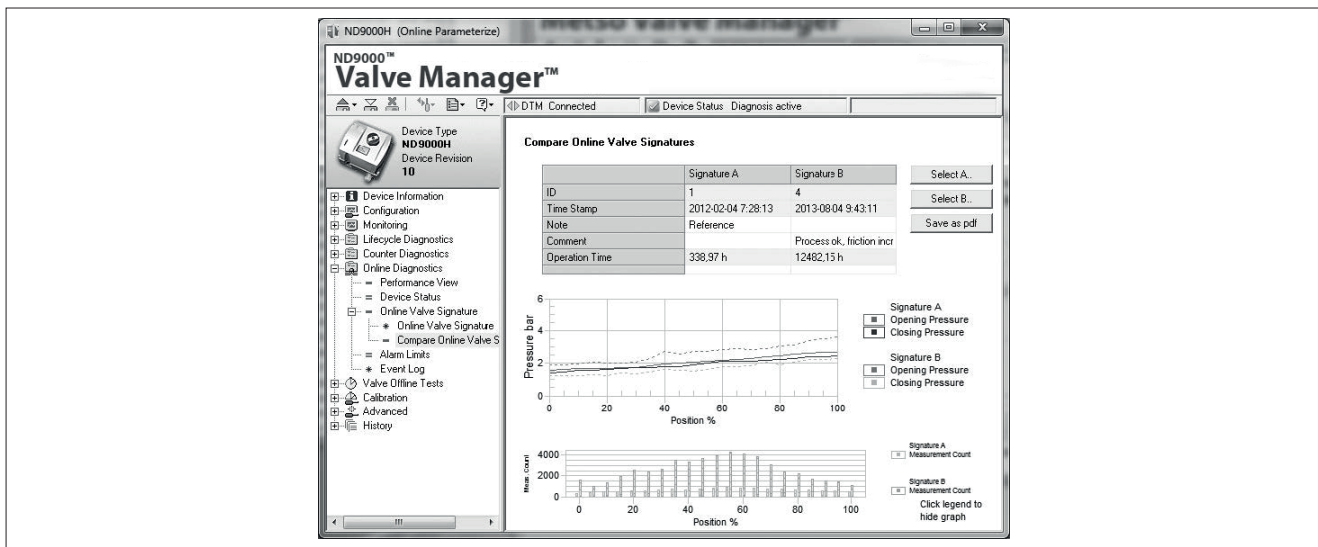 Metso Valve Manager
ND9000H (Online Parameterize)
ND9000™
Valve Manager™
DTM Connected
Device Status Diagnosis active
Device Type
ND9000H
Device Revision
10
Device Information
Configuration
Monitoring
Lifecycle Diagnostics
Counter Diagnostics
Online Diagnostics
Performance View
Device Status
Online Valve Signature
Online Valve Signature
Compare Online Valve S
Alarm Limits
Event Log
Valve Offline Tests
Calibration
Advanced
History
Compare Online Valve Signatures
Signature A Signature B
ID 1 4
Time Stamp 2012-02-04 7:28:13 2013-08-04 9:43:11
Note Reference
Comment Process ok, friction incr
Operation Time 338,97 h 12482,15 h
Select A..
Select B..
Save as pdf
Pressure bar
6
4
2
0
0 20 40 60 80 100
Position %
Signature A
Opening Pressure
Closing Pressure
Signature B
Opening Pressure
Closing Pressure
Meas. Count
4000
2000
0
0 20 40 60 80 100
Position %
Signature A
Measurement Count
Signature B
Measurement Count
Click legend to
hide graph